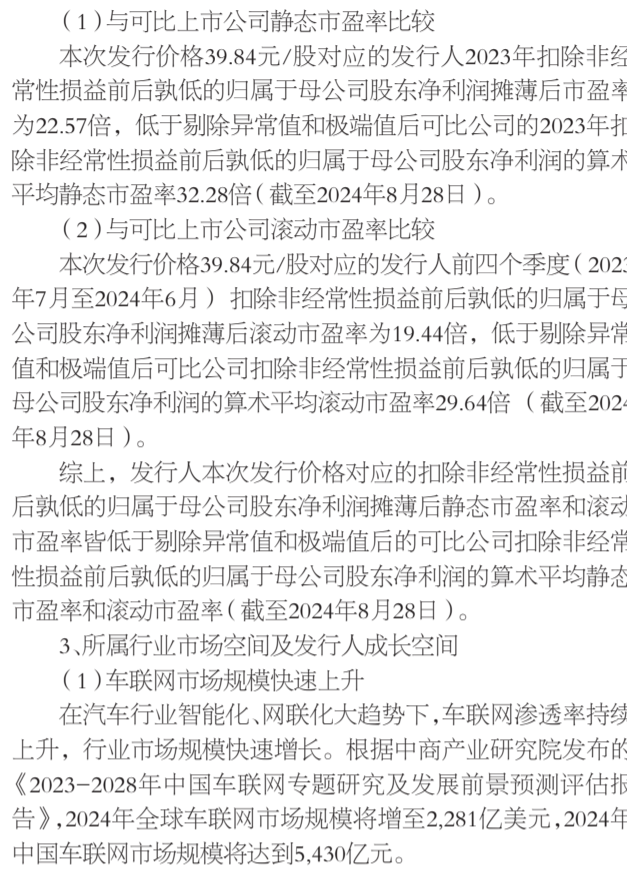 （1）与可比上市公司静态市盈率比较
本次发行价格39.84元/股对应的发行人2023年扣除非经
常性损益前后孰低的归属于母公司股东净利润摊薄后市盈率
为22.57倍，低于剔除异常值和极端值后可比公司的2023年扣
除非经常性损益前后孰低的归属于母公司股东净利润的算术
平均静态市盈率32.28倍（截至2024年8月28日）。
（2）与可比上市公司滚动市盈率比较
本次发行价格39.84元/股对应的发行人前四个季度（2023
年7月至2024年6月） 扣除非经常性损益前后孰低的归属于母
公司股东净利润摊薄后滚动市盈率为19.44倍，低于剔除异常
值和极端值后可比公司扣除非经常性损益前后孰低的归属于
母公司股东净利润的算术平均滚动市盈率29.64倍 （截至2024
年8月28日）。
综上，发行人本次发行价格对应的扣除非经常性损益前
后孰低的归属于母公司股东净利润摊薄后静态市盈率和滚动
市盈率皆低于剔除异常值和极端值后的可比公司扣除非经常
性损益前后孰低的归属于母公司股东净利润的算术平均静态
市盈率和滚动市盈率（截至2024年8月28日）。
3、所属行业市场空间及发行人成长空间
（1）车联网市场规模快速上升
在汽车行业智能化、网联化大趋势下，车联网渗透率持续
上升，行业市场规模快速增长。根据中商产业研究院发布的
《2023-2028年中国车联网专题研究及发展前景预测评估报
告》，2024年全球车联网市场规模将增至2,281亿美元，2024年
中国车联网市场规模将达到5,430亿元。